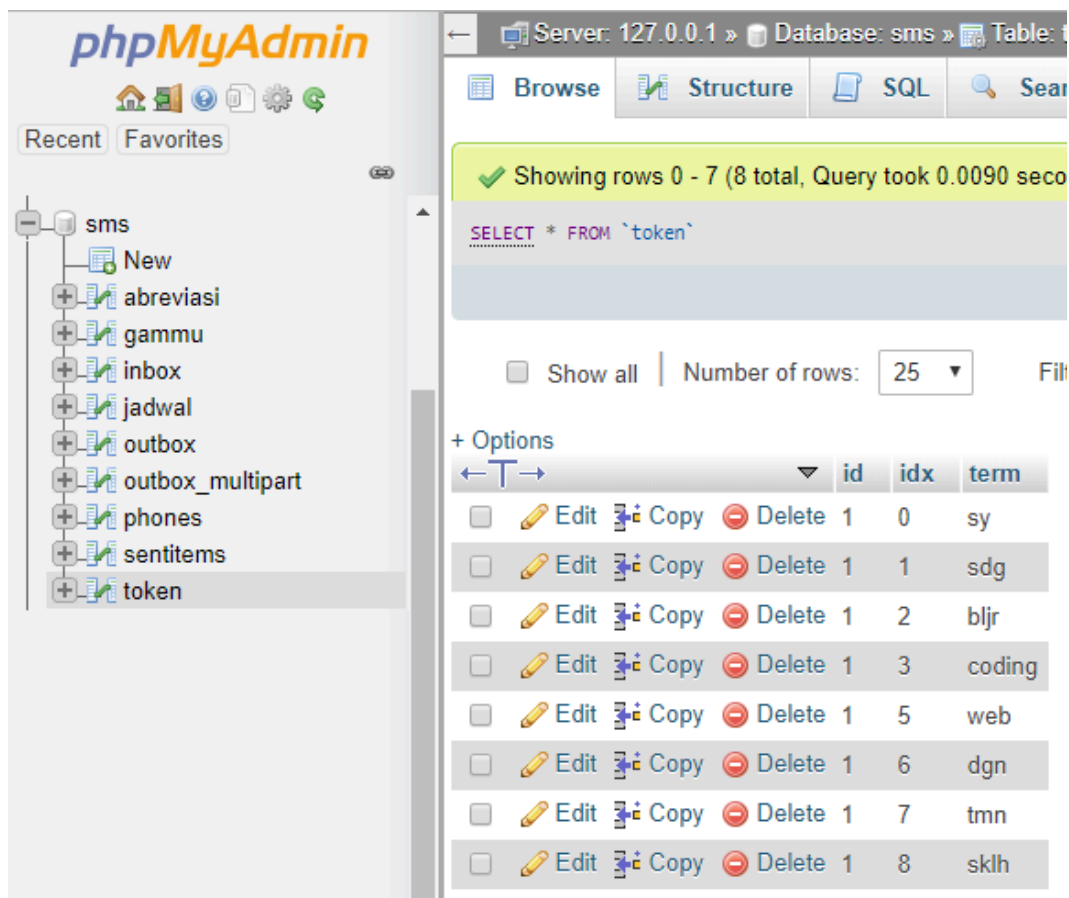 phpMyAdmin
Recent Favorites
sms
New
abreviasi
gammu
inbox
jadwal
outbox
outbox_multipart
phones
sentitems
token
Server: 127.0.0.1 » Database: sms » Table:
Browse Structure SQL
Showing rows 0 - 7 (8 total, Query took 0.0090
SELECT * FROM `token`
Show all Number of rows: 25
+ Options
id idx term
Edit Copy Delete 1 0 sy
Edit Copy Delete 1 1 sdg
Edit Copy Delete 1 2 bljr
Edit Copy Delete 1 3 coding
Edit Copy Delete 1 5 web
Edit Copy Delete 1 6 dgn
Edit Copy Delete 1 7 tmn
Edit Copy Delete 1 8 sklh